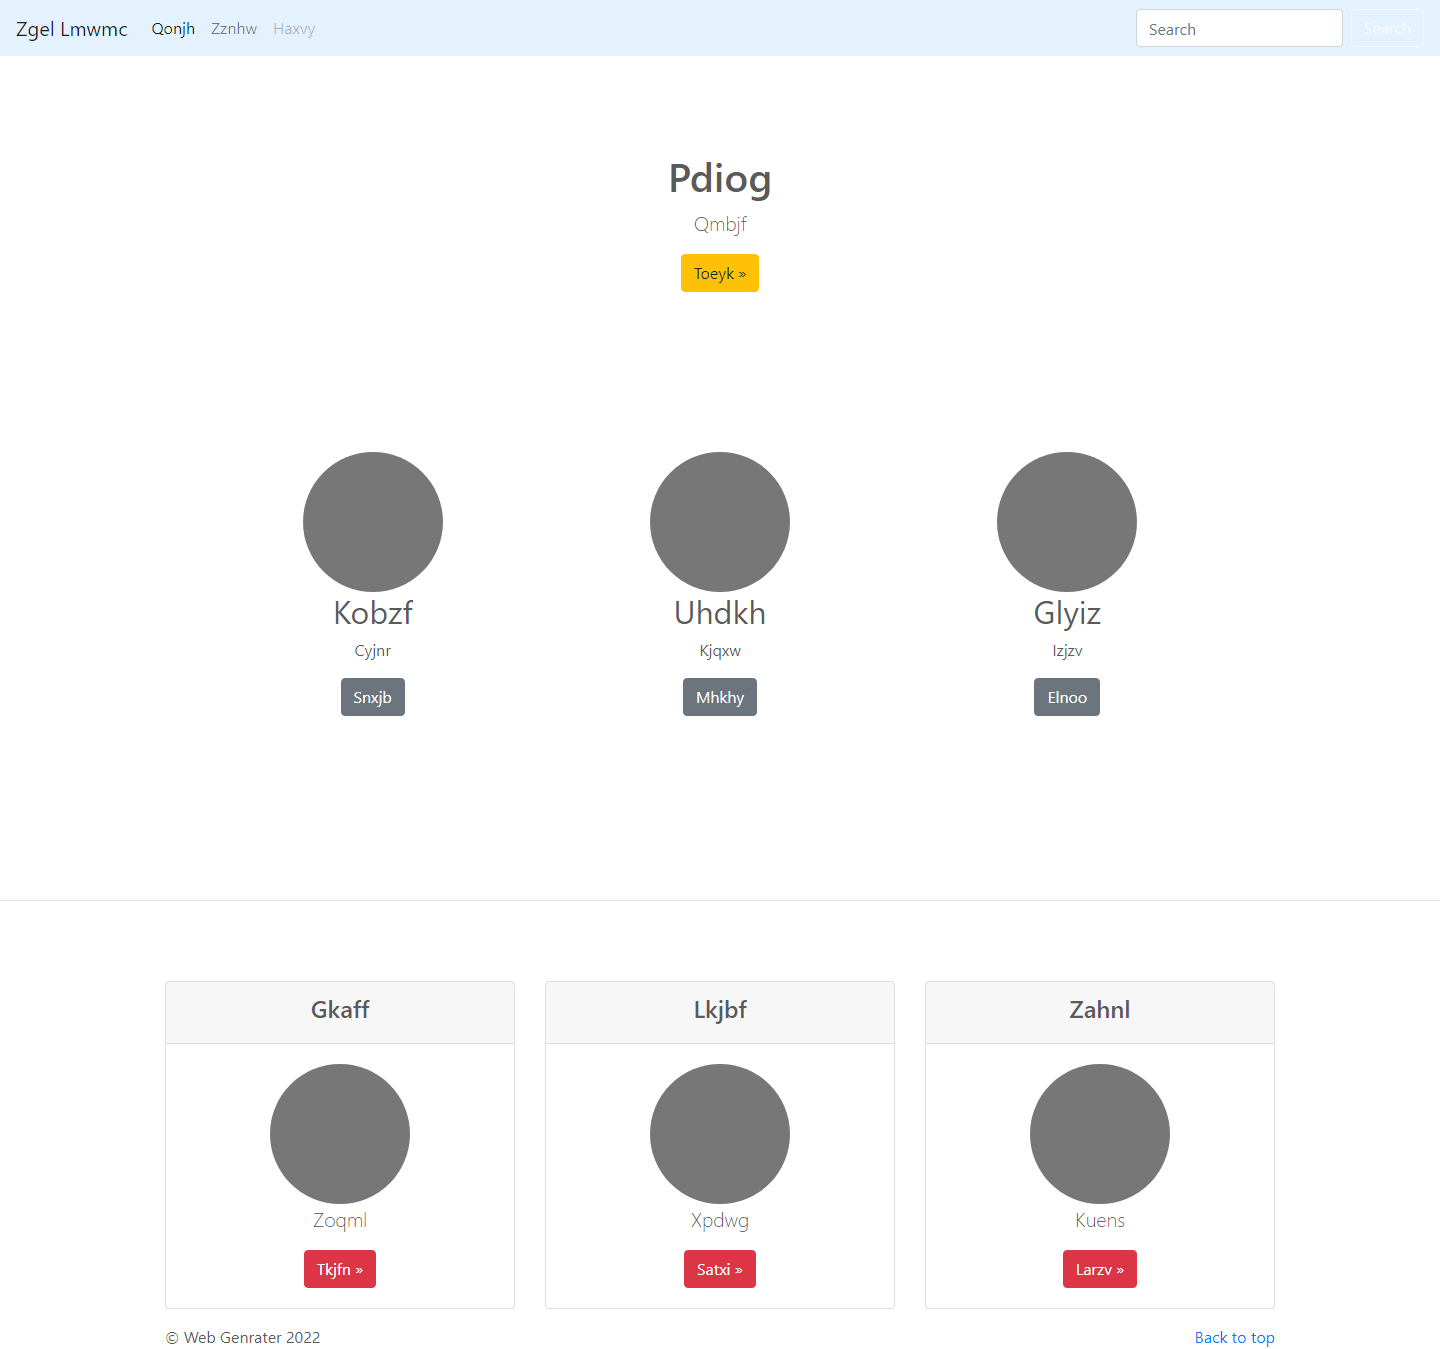 Zgel Lmwmc Qonjh Zznhw Haxvy Search Search
Pdiog
Qmbjf
Toeyk »
Kobzf Uhdkh Glyiz
Cyjnr Kjqxw Izjzv
Snxjb Mhkhy Elnoo
Gkaff Lkjbf Zahnl
Zoqml Xpdwg Kuens
Tkjfn » Satxi » Larzv »
© Web Genrater 2022 Back to top